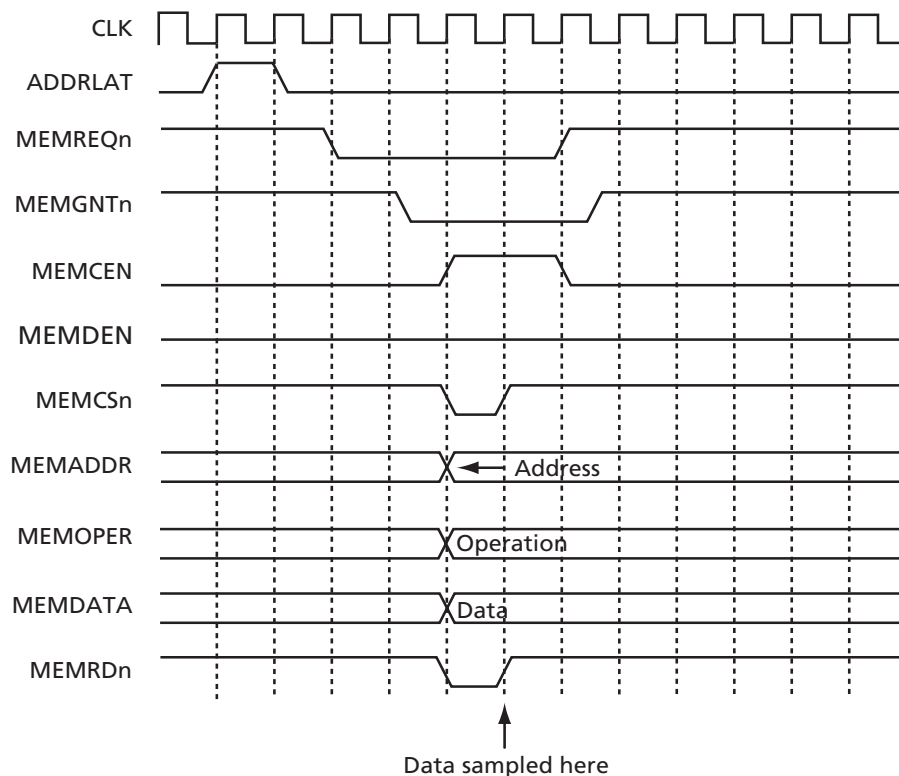 CLK
ADDRLAT
MEMREQn
MEMGNTn
MEMCEN
MEMDEN
MEMCSn
MEMADDR
Address
MEMOPER
Operation
MEMDATA
Data
MEMRDn
Data sampled here